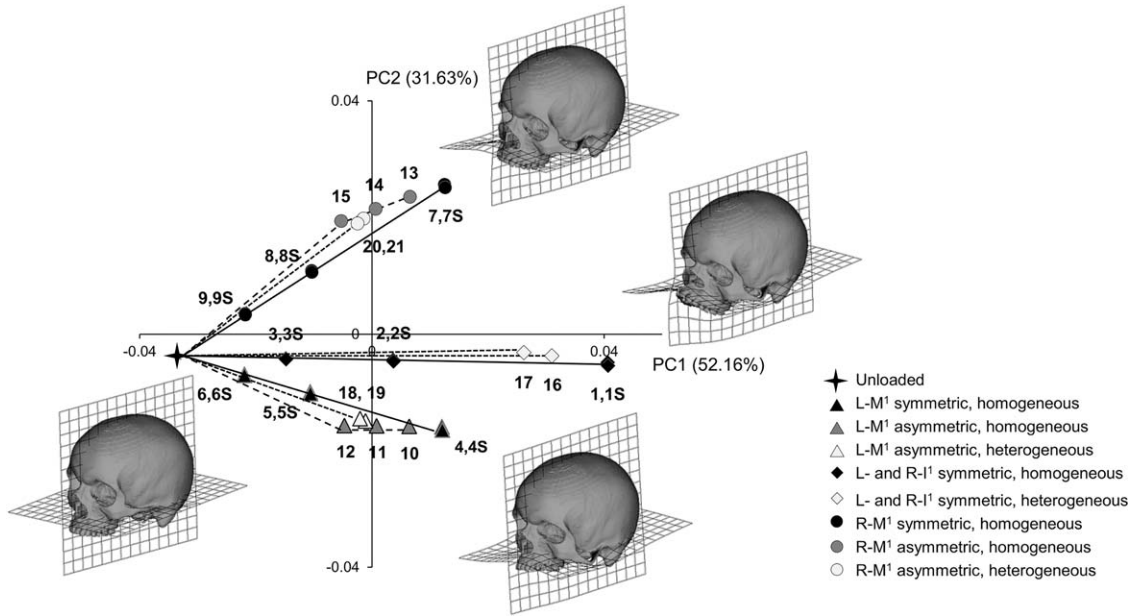 PC2 (31.63%)
0.04
15
14
13
7,7S
8,8S
20,21
9,9S
3,3S
2,2S
-0.04
0
0
0.04
PC1 (52.16%)
17
16
1,1S
6,6S
5,5S
18, 19
12
11
10
4,4S
-0.04
Unloaded
L-M¹ symmetric, homogeneous
L-M¹ asymmetric, homogeneous
L-M¹ asymmetric, heterogeneous
L- and R-I¹ symmetric, homogeneous
L- and R-I¹ symmetric, heterogeneous
R-M¹ symmetric, homogeneous
R-M¹ asymmetric, homogeneous
R-M¹ asymmetric, heterogeneous